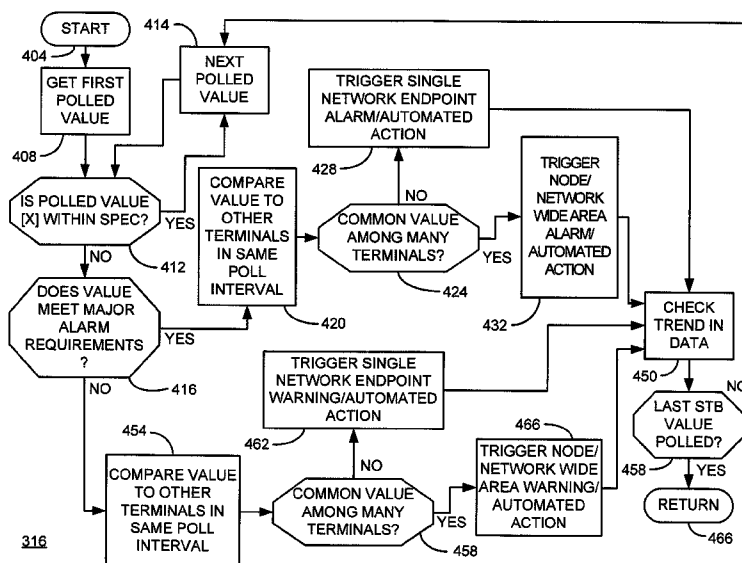 START
404
GET FIRST
POLLED
VALUE
408
414
NEXT
POLLED
VALUE
IS POLLED VALUE
[X] WITHIN SPEC?
YES
NO
412
DOES VALUE
MEET MAJOR
ALARM
REQUIREMENTS
?
YES
NO
416
COMPARE
VALUE TO
OTHER
TERMINALS
IN SAME
POLL
INTERVAL
420
TRIGGER SINGLE
NETWORK ENDPOINT
ALARM/AUTOMATED
ACTION
428
NO
COMMON VALUE
AMONG MANY
TERMINALS?
YES
424
TRIGGER
NODE/
NETWORK
WIDE AREA
ALARM/
AUTOMATED
ACTION
432
CHECK
TREND IN
DATA
450
NO
LAST STB
VALUE
POLLED?
458
YES
RETURN
466
TRIGGER SINGLE
NETWORK ENDPOINT
WARNING/AUTOMATED
ACTION
462
NO
454
COMPARE VALUE
TO OTHER
TERMINALS IN
SAME POLL
INTERVAL
COMMON VALUE
AMONG MANY
TERMINALS?
YES
458
466
TRIGGER NODE/
NETWORK WIDE
AREA WARNING/
AUTOMATED
ACTION
316